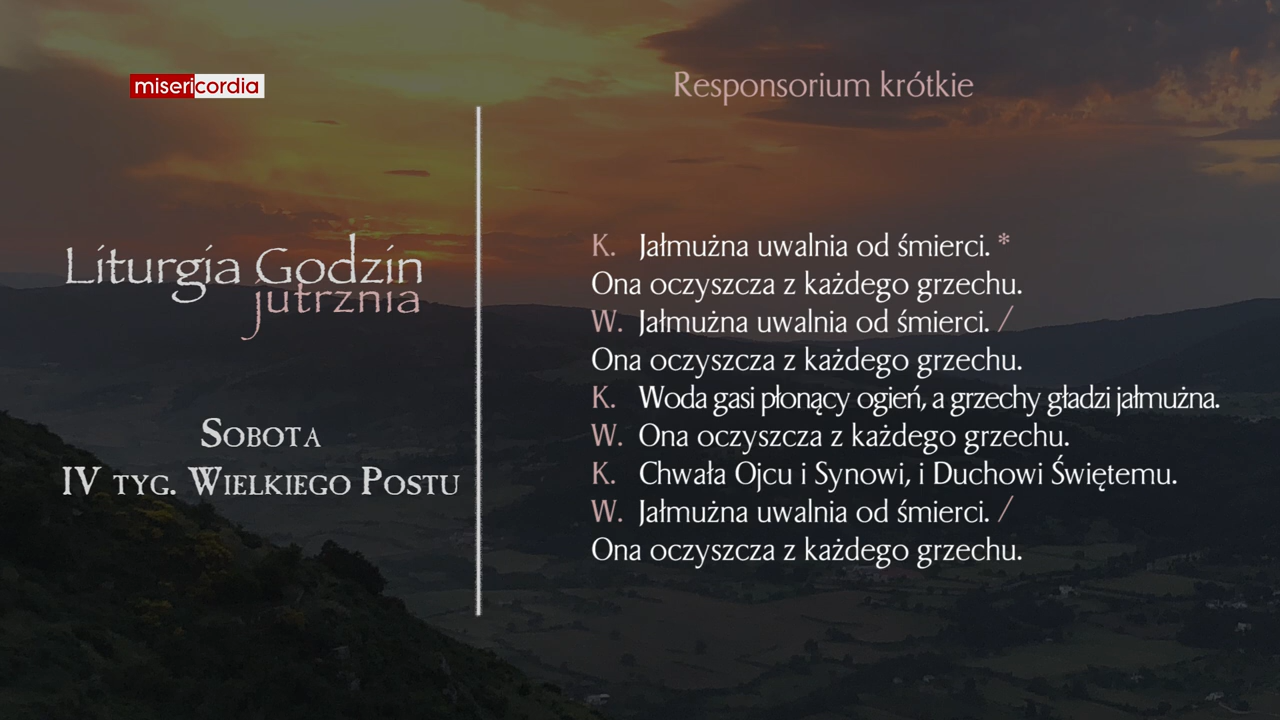 misericordia
Liturgia Godzin
jutrznia
Sobota
IV tyg. Wielkiego Postu
Responsorium krótkie
K. Jałmużna uwalnia od śmierci. *
Ona oczyszcza z każdego grzechu.
W. Jałmużna uwalnia od śmierci. /
Ona oczyszcza z każdego grzechu.
K. Woda gasi płonący ogień, a grzechy gładzi jałmużna.
W. Ona oczyszcza z każdego grzechu.
K. Chwała Ojcu i Synowi, i Duchowi Świętemu.
W. Jałmużna uwalnia od śmierci. /
Ona oczyszcza z każdego grzechu.